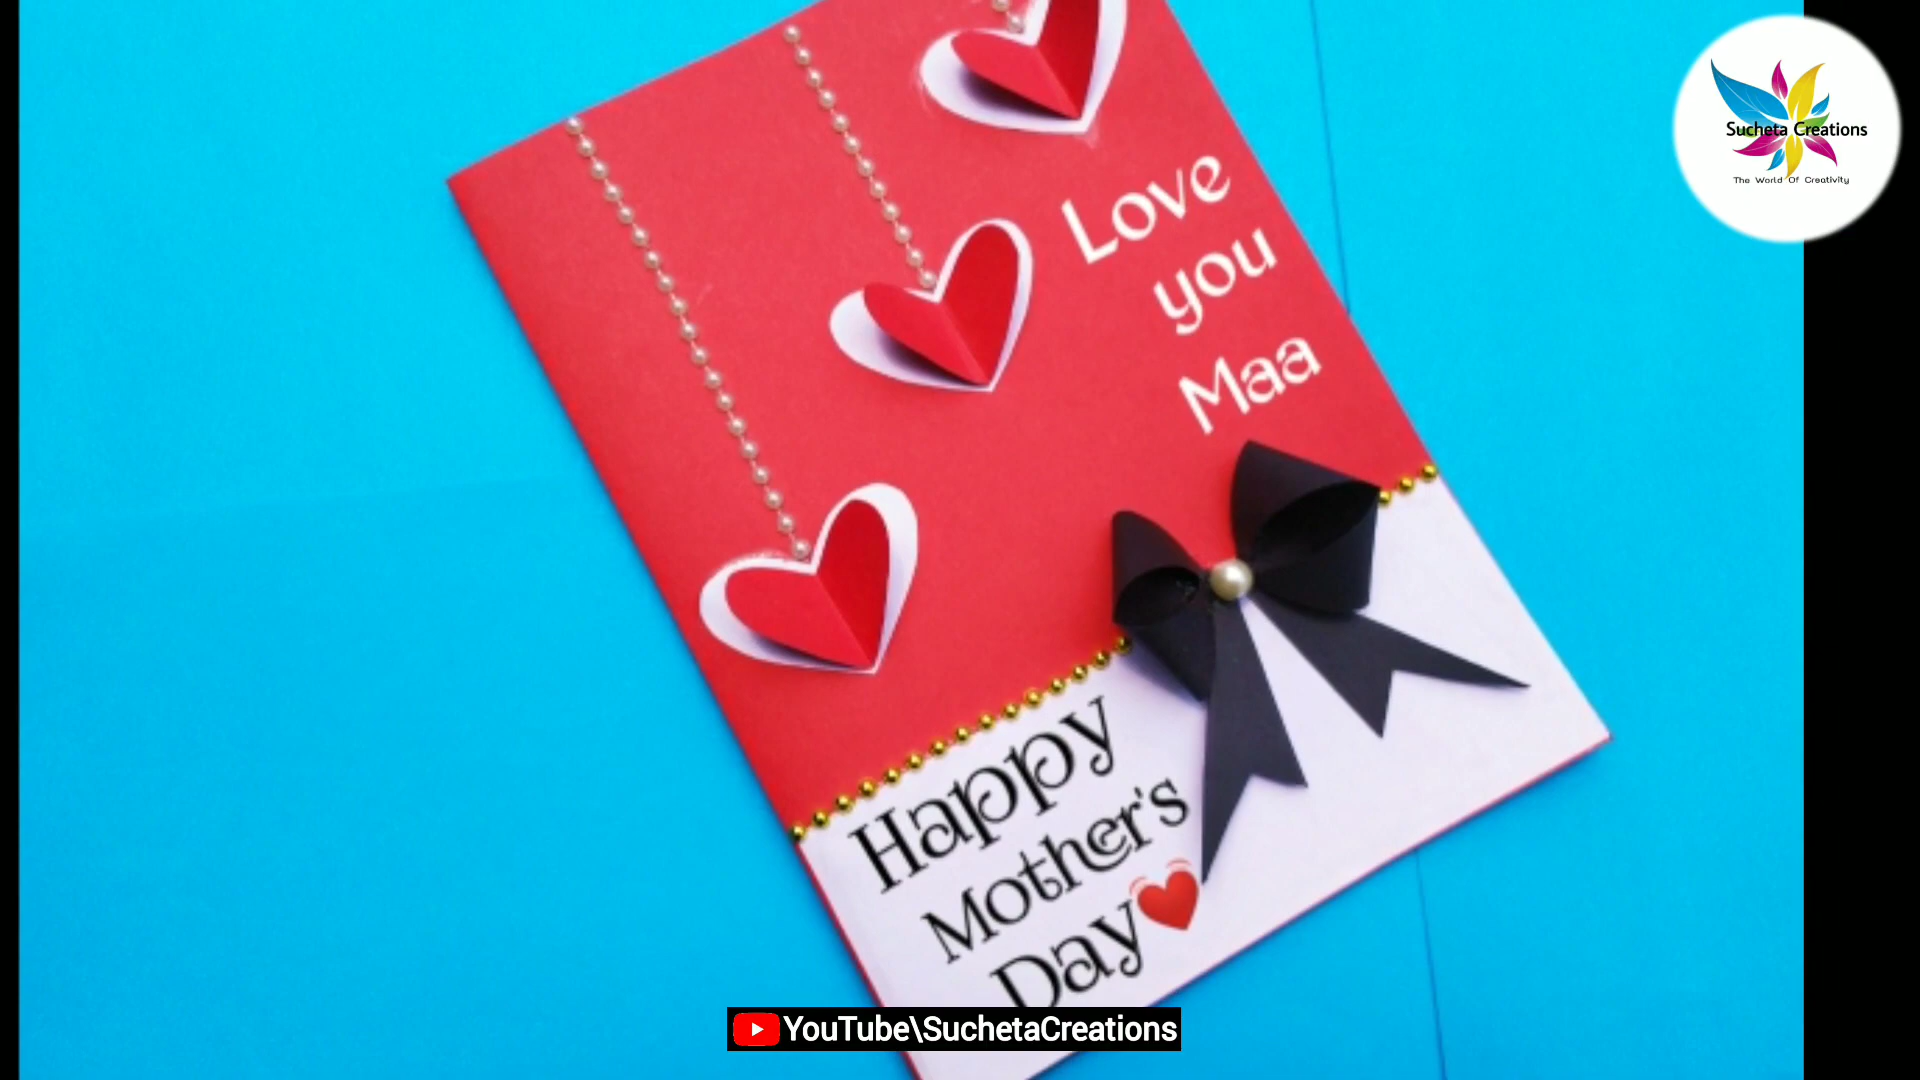 Sucheta Creations
The World Of Creativity
Love
you
Maa
Happy
Mother's
Day
YouTube\SuchetaCreations